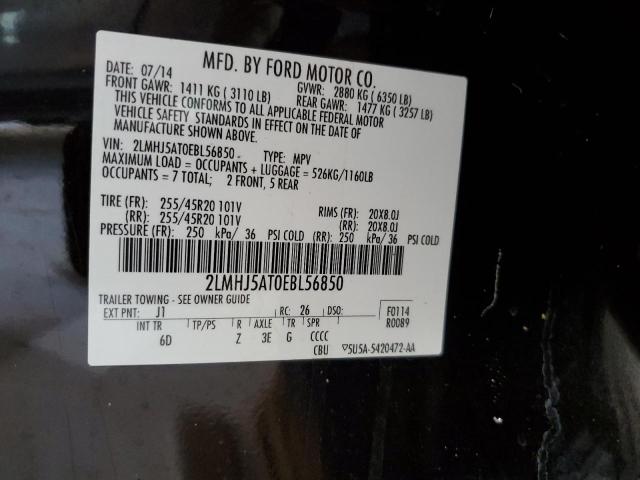 MFD. BY FORD MOTOR CO.
DATE: 07/14 GVWR: 2880 KG ( 6350 LB)
FRONT GAWR: 1411 KG ( 3110 LB) REAR GAWR: 1477 KG ( 3257 LB)
THIS VEHICLE CONFORMS TO ALL APPLICABLE FEDERAL MOTOR
VEHICLE SAFETY STANDARDS IN EFFECT ON THE DATE OF
MANUFACTURE SHOWN ABOVE.
VIN: 2LMHJ5AT0EBL56850 TYPE: MPV
MAXIMUM LOAD = OCCUPANTS + LUGGAGE = 526KG/1160LB
OCCUPANTS = 7 TOTAL; 2 FRONT, 5 REAR
TIRE (FR): 255/45R20 101V RIMS (FR): 20X8.0J
(RR): 255/45R20 101V (RR): 20X8.0J
PRESSURE (FR): 250 kPa/ 36 PSI COLD (RR): 250 kPa/ 36 PSI COLD
2LMHJ5AT0EBL56850
TRAILER TOWING - SEE OWNER GUIDE
EXT PNT: J1 RC: 26 DSO: F0114
R0089
INT TR TP/PS R AXLE TR SPR
6D Z 3E G CCCC
CBU ▽5U5A-5420472-AA